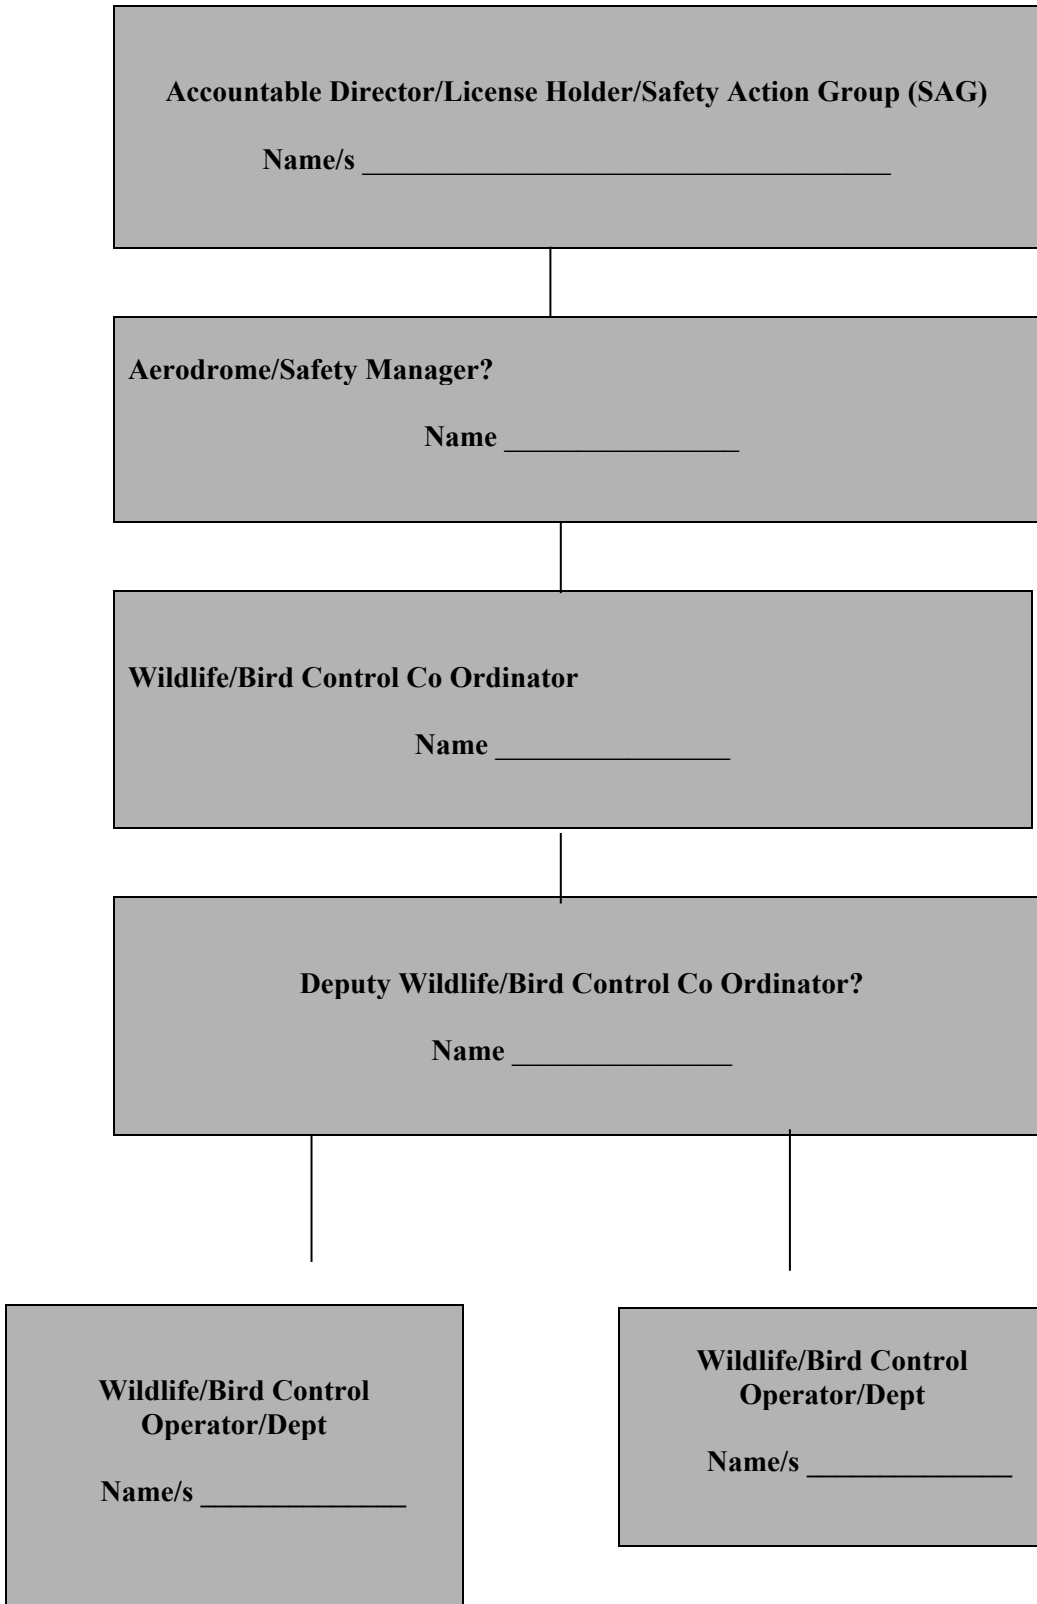 Accountable Director/License Holder/Safety Action Group (SAG)
Name/s ____________________________________
Aerodrome/Safety Manager?
Name ________________
Wildlife/Bird Control Co Ordinator
Name ________________
Deputy Wildlife/Bird Control Co Ordinator?
Name _______________
Wildlife/Bird Control
Operator/Dept
Name/s ______________
Wildlife/Bird Control
Operator/Dept
Name/s ______________